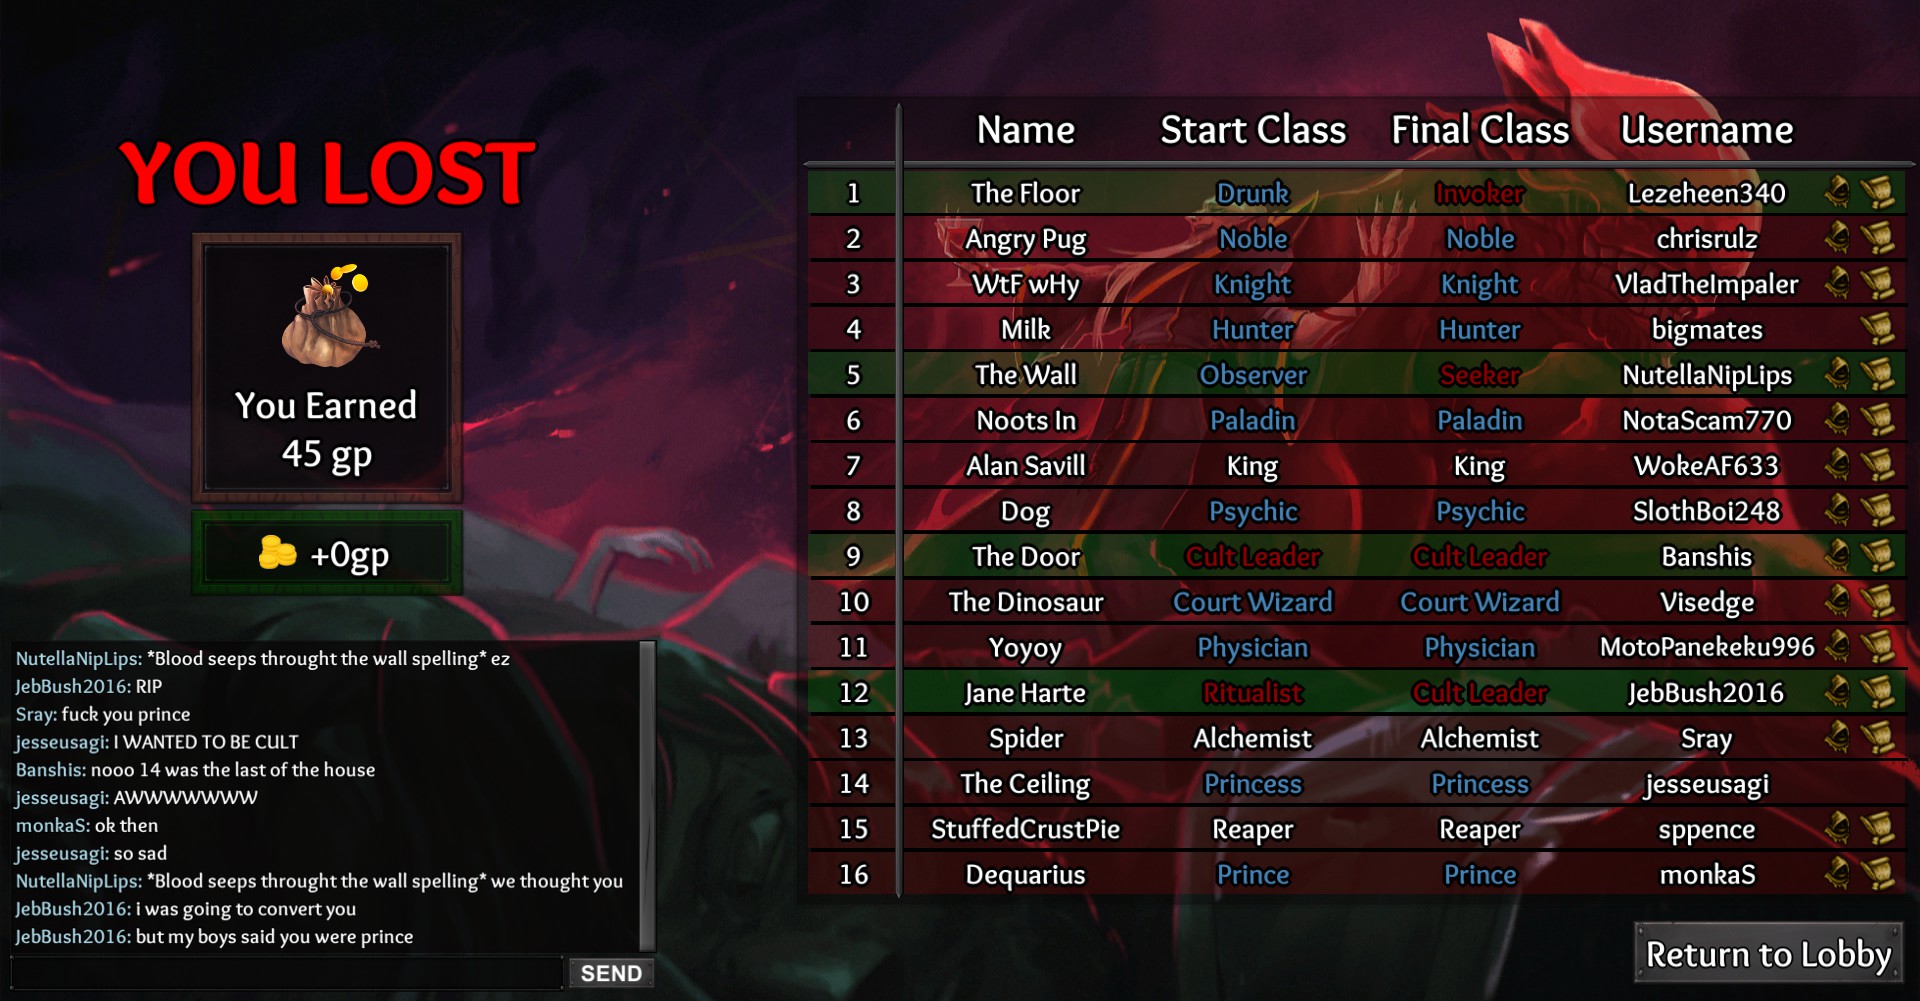 YOU LOST
You Earned
45 gp
+0gp
NutellaNipLips: *Blood seeps throught the wall spelling* ez
JebBush2016: RIP
Sray: fuck you prince
jesseusagi: I WANTED TO BE CULT
Banshis: nooo 14 was the last of the house
jesseusagi: AWWWWWWW
monkaS: ok then
jesseusagi: so sad
NutellaNipLips: *Blood seeps throught the wall spelling* we thought you
JebBush2016: i was going to convert you
JebBush2016: but my boys said you were prince
SEND
Name Start Class Final Class Username
1 The Floor Drunk Invoker Lezeheen340
2 Angry Pug Noble Noble chrisrulz
3 WtF wHy Knight Knight VladTheImpaler
4 Milk Hunter Hunter bigmates
5 The Wall Observer Seeker NutellaNipLips
6 Noots In Paladin Paladin NotaScam770
7 Alan Savill King King WokeAF633
8 Dog Psychic Psychic SlothBoi248
9 The Door Cult Leader Cult Leader Banshis
10 The Dinosaur Court Wizard Court Wizard Visedge
11 Yoyoy Physician Physician MotoPanekeku996
12 Jane Harte Ritualist Cult Leader JebBush2016
13 Spider Alchemist Alchemist Sray
14 The Ceiling Princess Princess jesseusagi
15 StuffedCrustPie Reaper Reaper sppence
16 Dequarius Prince Prince monkaS
Return to Lobby